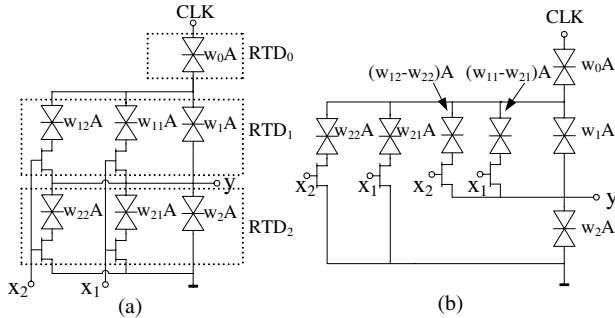 CLK
w0A RTD0
w12A w11A w1A RTD1
y
w22A w21A w2A RTD2
x2 x1
(a)
CLK
w0A
(w12-w22)A (w11-w21)A
w22A w21A w1A
x2 x1 x2 x1
y
w2A
(b)